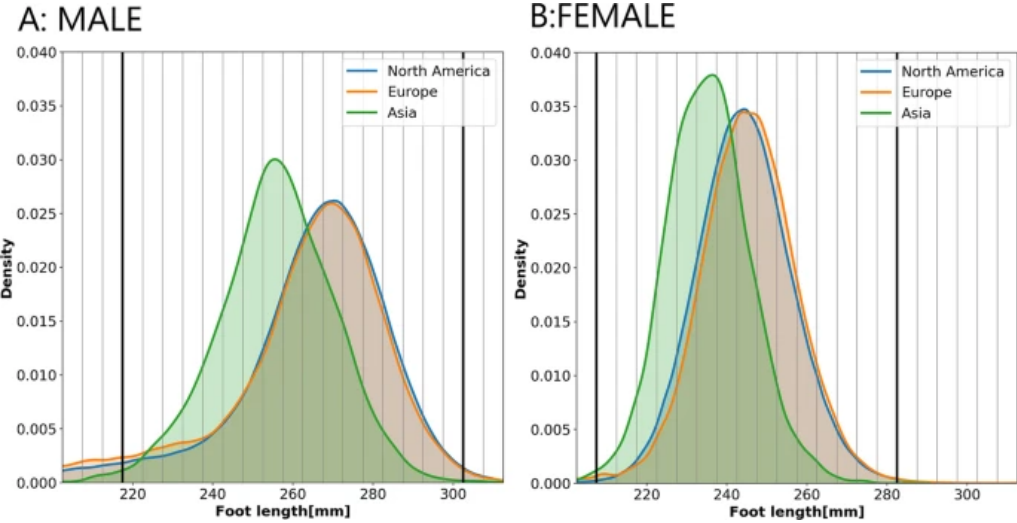 A: MALE
0.040
0.035
0.030
0.025
0.020
0.015
0.010
0.005
0.000
Density
220 240 260 280 300
Foot length[mm]
North America
Europe
Asia
B:FEMALE
0.040
0.035
0.030
0.025
0.020
0.015
0.010
0.005
0.000
Density
220 240 260 280 300
Foot length[mm]
North America
Europe
Asia